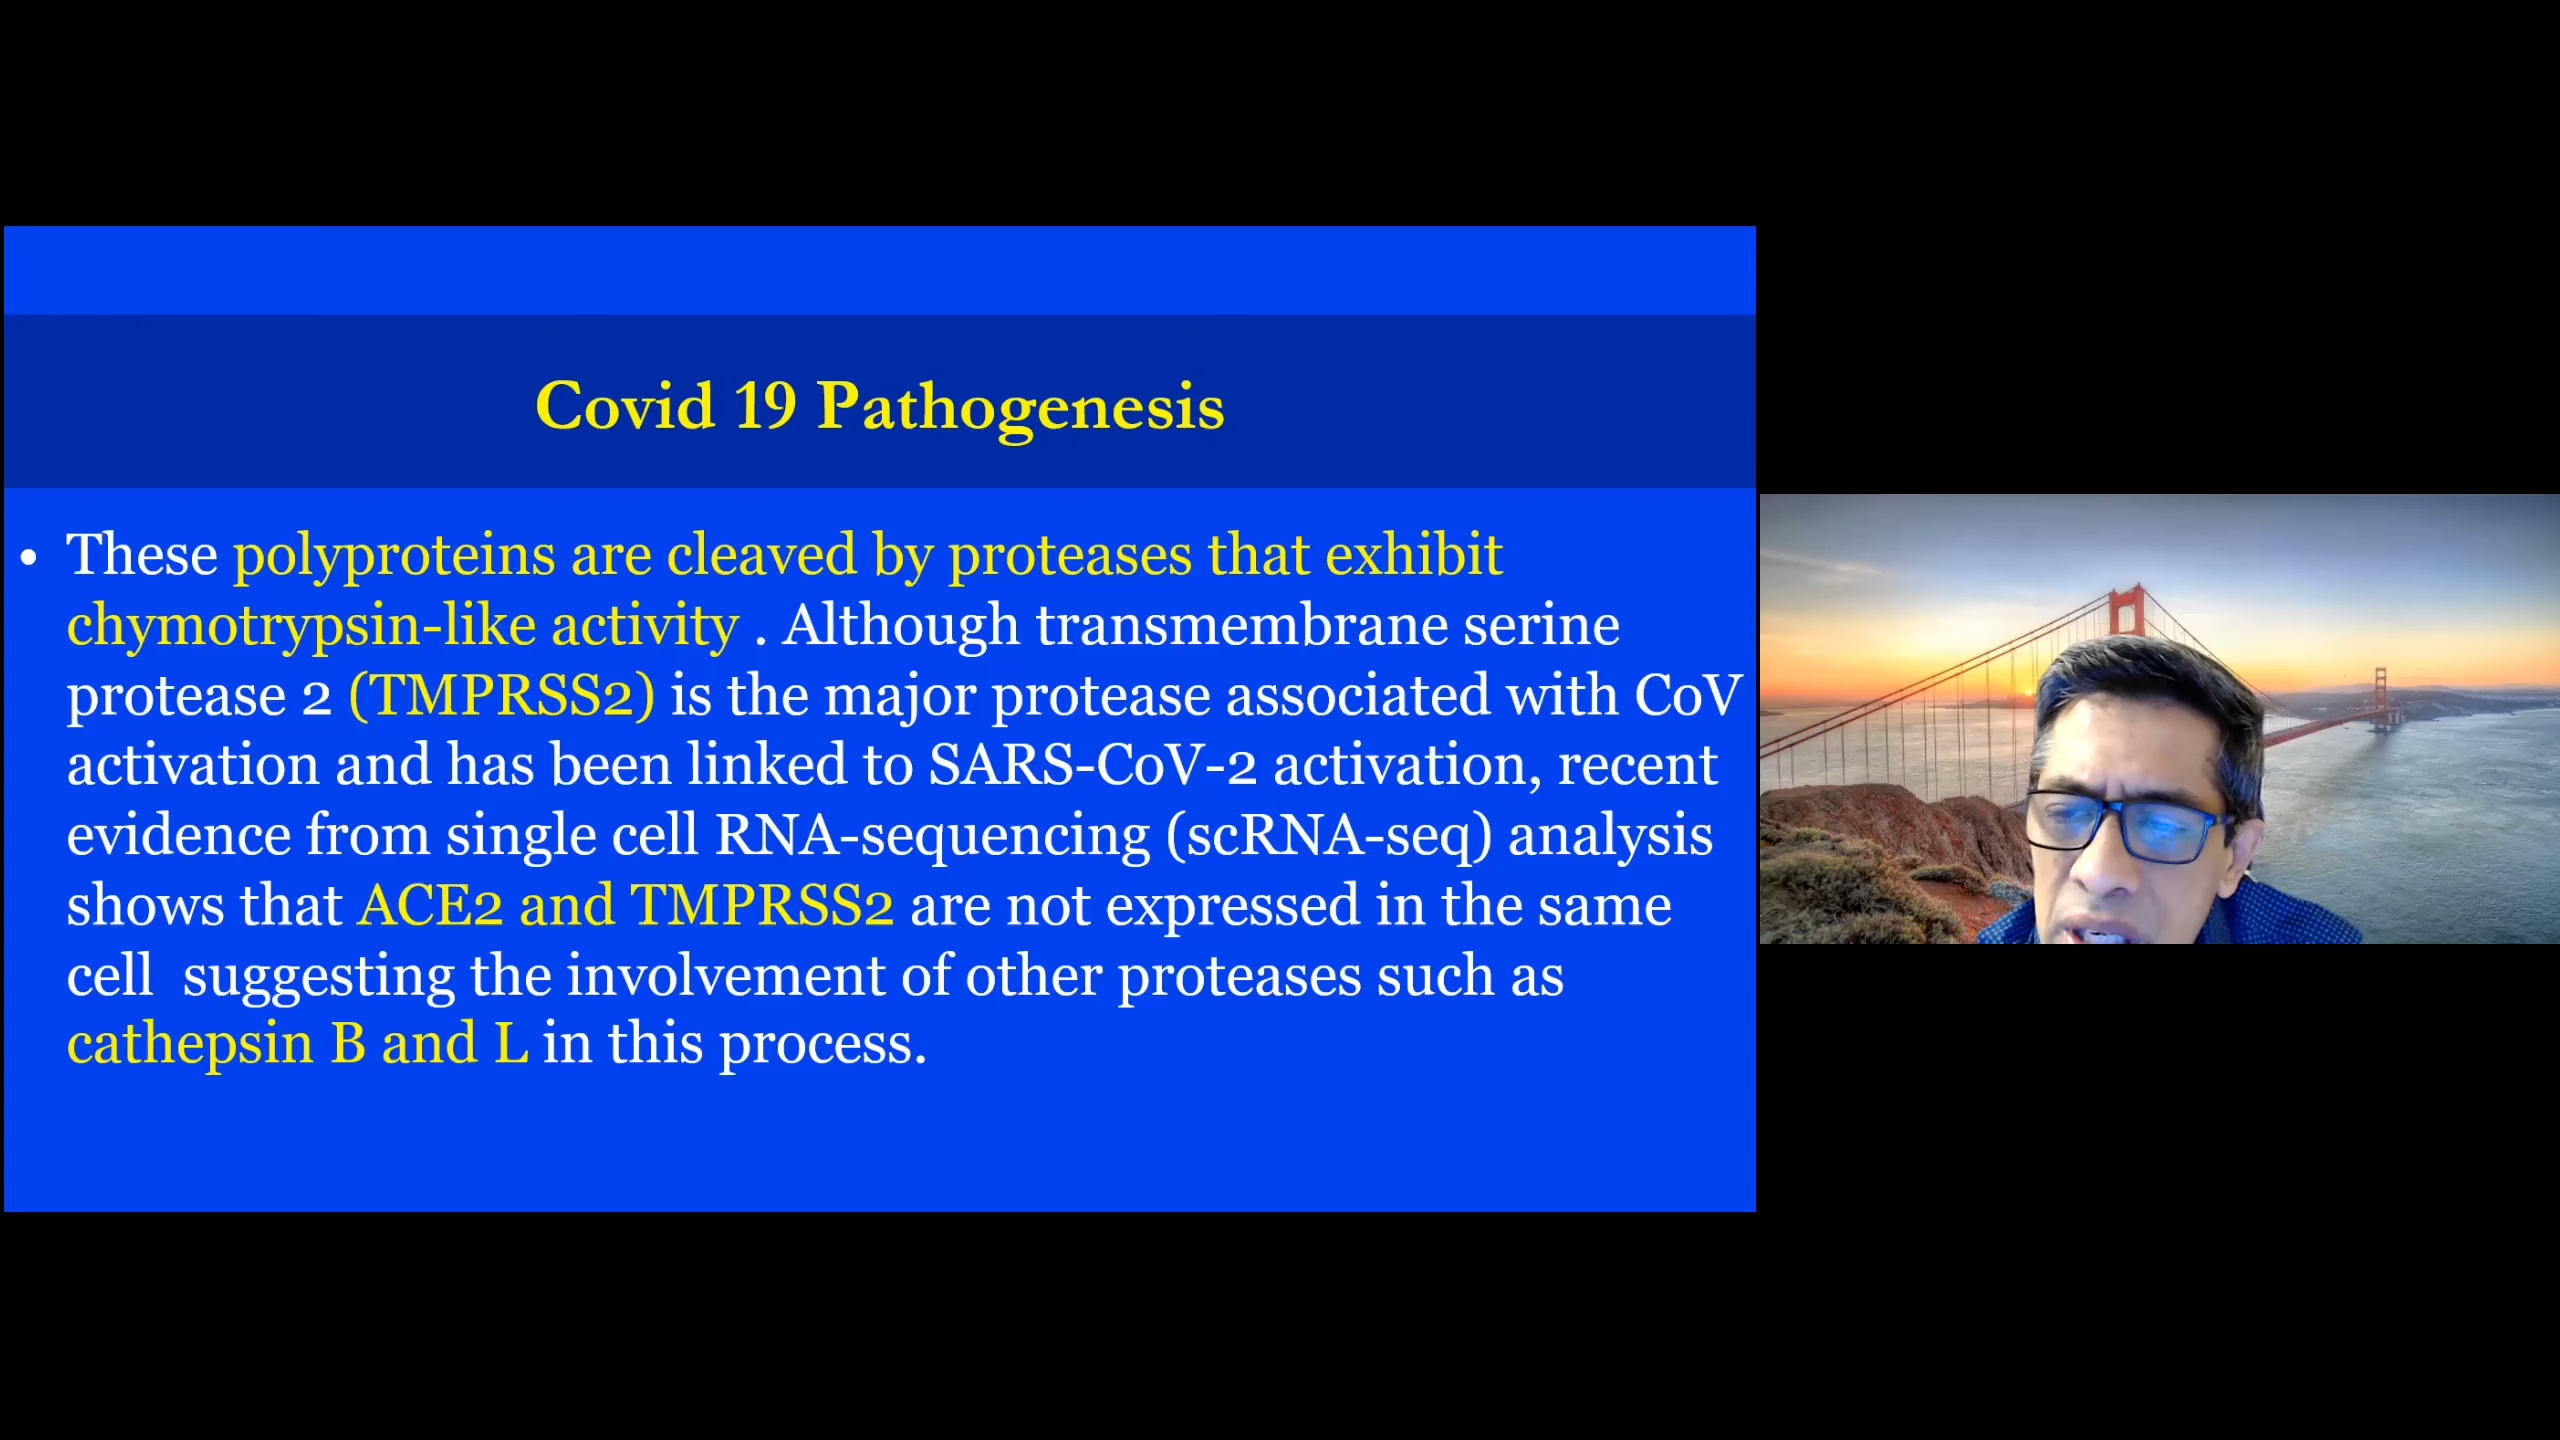 Covid 19 Pathogenesis
• These polyproteins are cleaved by proteases that exhibit
chymotrypsin-like activity . Although transmembrane serine
protease 2 (TMPRSS2) is the major protease associated with CoV
activation and has been linked to SARS-CoV-2 activation, recent
evidence from single cell RNA-sequencing (scRNA-seq) analysis
shows that ACE2 and TMPRSS2 are not expressed in the same
cell  suggesting the involvement of other proteases such as
cathepsin B and L in this process.